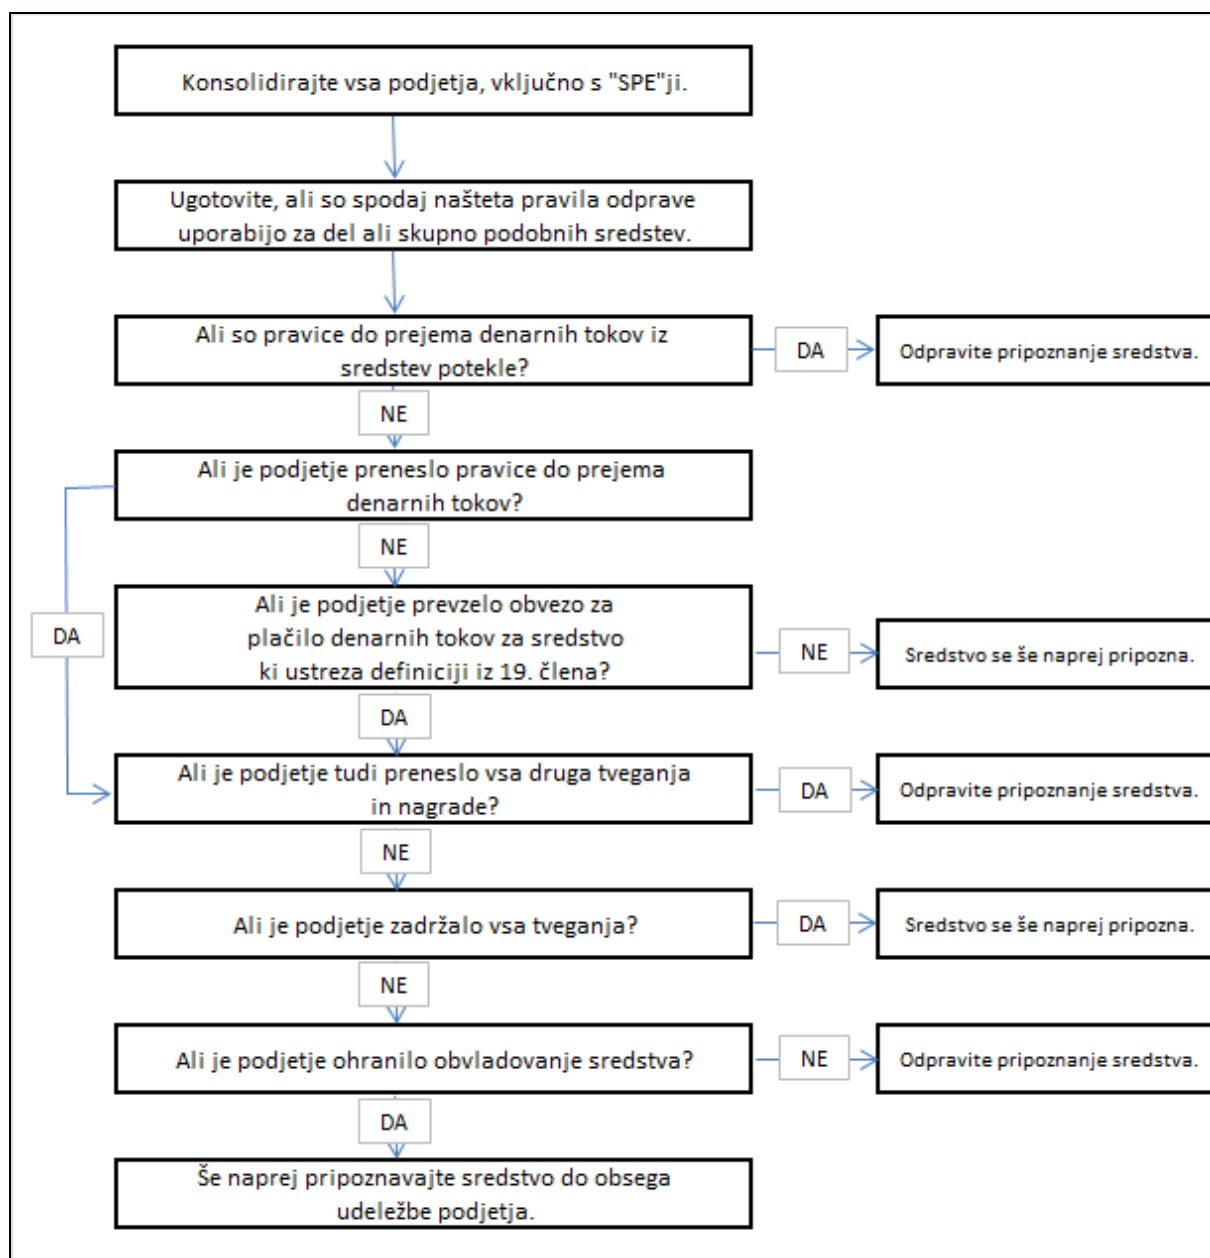 Konsolidirajte vsa podjetja, vključno s "SPE"ji.
Ugotovite, ali so spodaj našteta pravila odprave
uporabijo za del ali skupno podobnih sredstev.
Ali so pravice do prejema denarnih tokov iz
sredstev potekle?
DA
Odpravite pripoznanje sredstva.
NE
Ali je podjetje preneslo pravice do prejema
denarnih tokov?
NE
DA
Ali je podjetje prevzelo obvezo za
plačilo denarnih tokov za sredstvo
ki ustreza definiciji iz 19. člena?
NE
Sredstvo se še naprej pripozna.
DA
Ali je podjetje tudi preneslo vsa druga tveganja
in nagrade?
DA
Odpravite pripoznanje sredstva.
NE
Ali je podjetje zadržalo vsa tveganja?
DA
Sredstvo se še naprej pripozna.
NE
Ali je podjetje ohranilo obvladovanje sredstva?
NE
Odpravite pripoznanje sredstva.
DA
Še naprej pripoznavajte sredstvo do obsega
udeležbe podjetja.